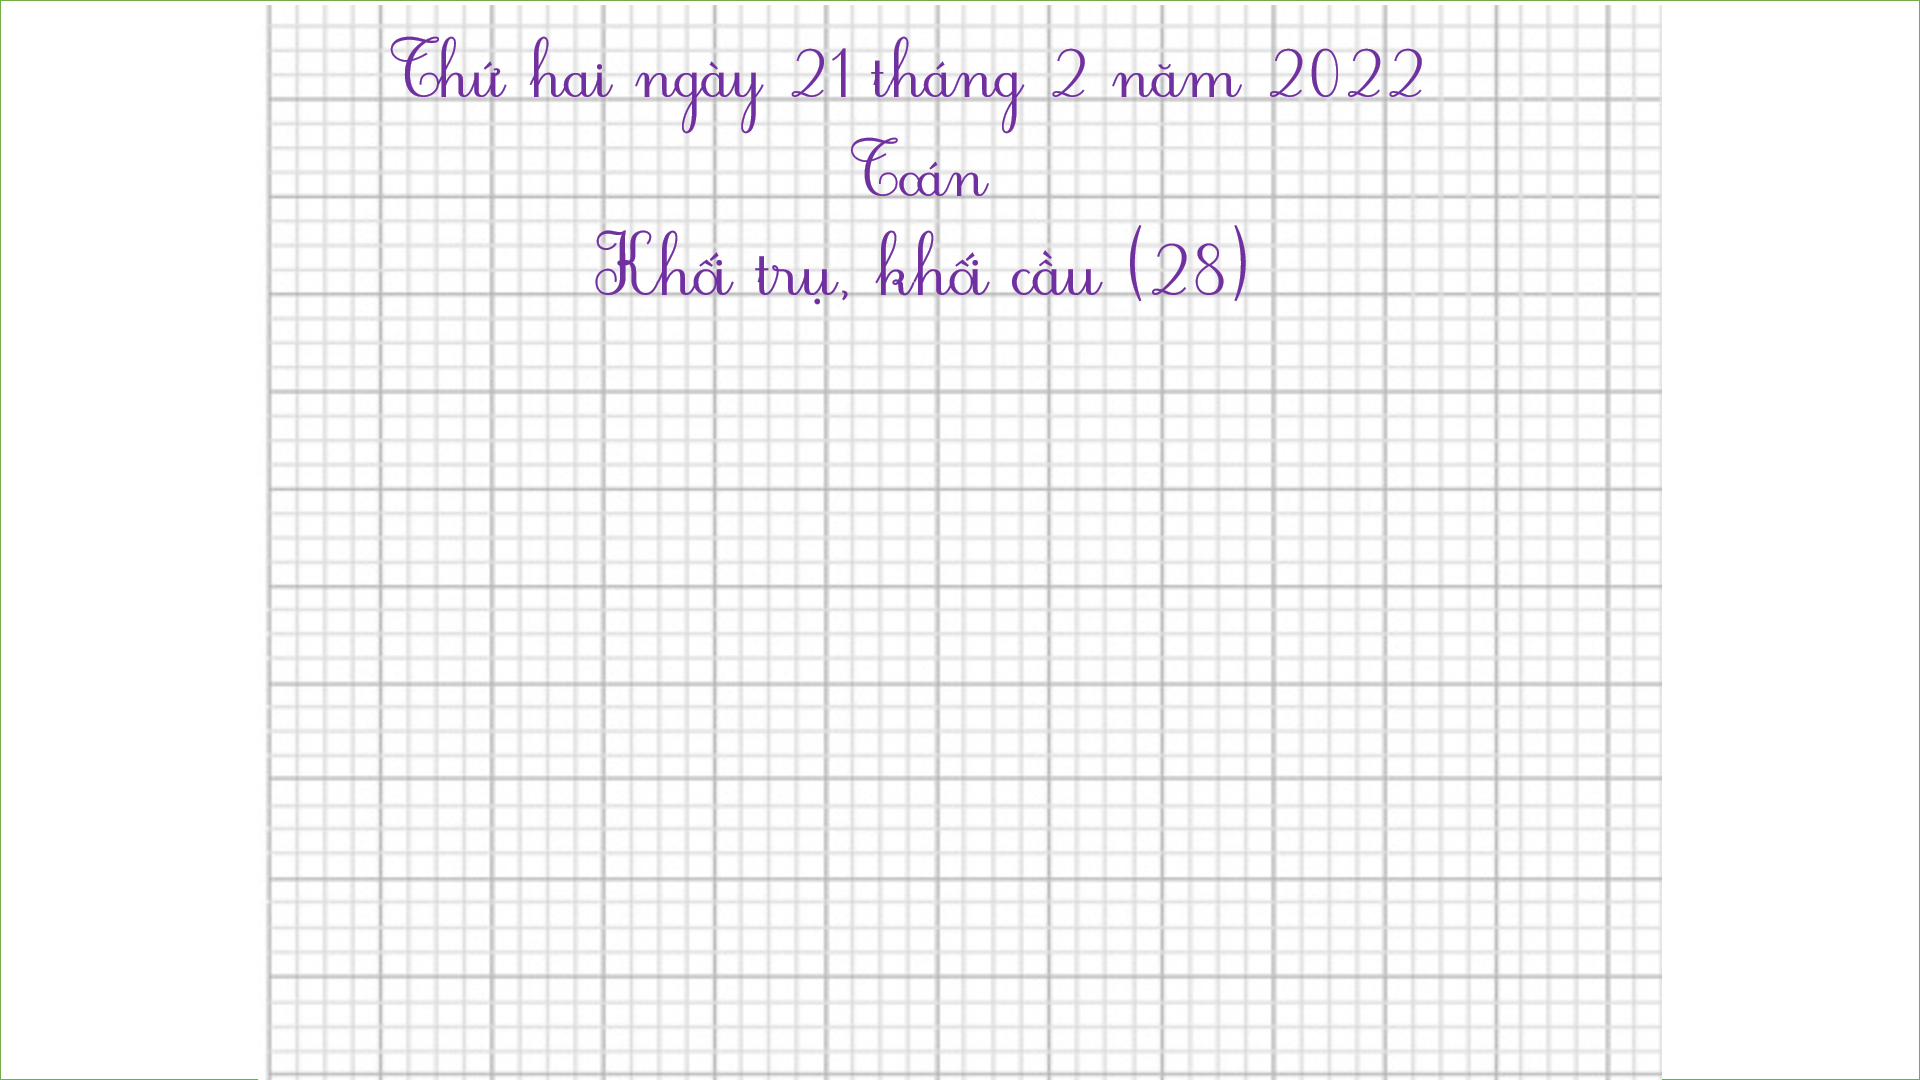 Thứ hai ngày 21 tháng 2 năm 2022
Toán
Khối trụ, khối cầu (28)